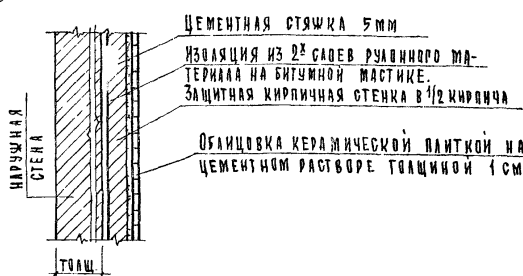 ЦЕМЕНТНАЯ СТЯЖКА 5ММ
ИЗОЛЯЦИЯ ИЗ 2Х СЛОЕВ РУЛОННОГО МА-
ТЕРИАЛА НА БИТУМНОЙ МАСТИКЕ.
ЗАЩИТНАЯ КИРПИЧНАЯ СТЕНКА В 1/2 КИРПИЧА
ОБЛИЦОВКА КЕРАМИЧЕСКОЙ ПЛИТКОЙ НА
ЦЕМЕНТНОМ РАСТВОРЕ ТОЛЩИНОЙ 1 СМ
НАРУЖНАЯ
СТЕНА
ТОЛЩ.